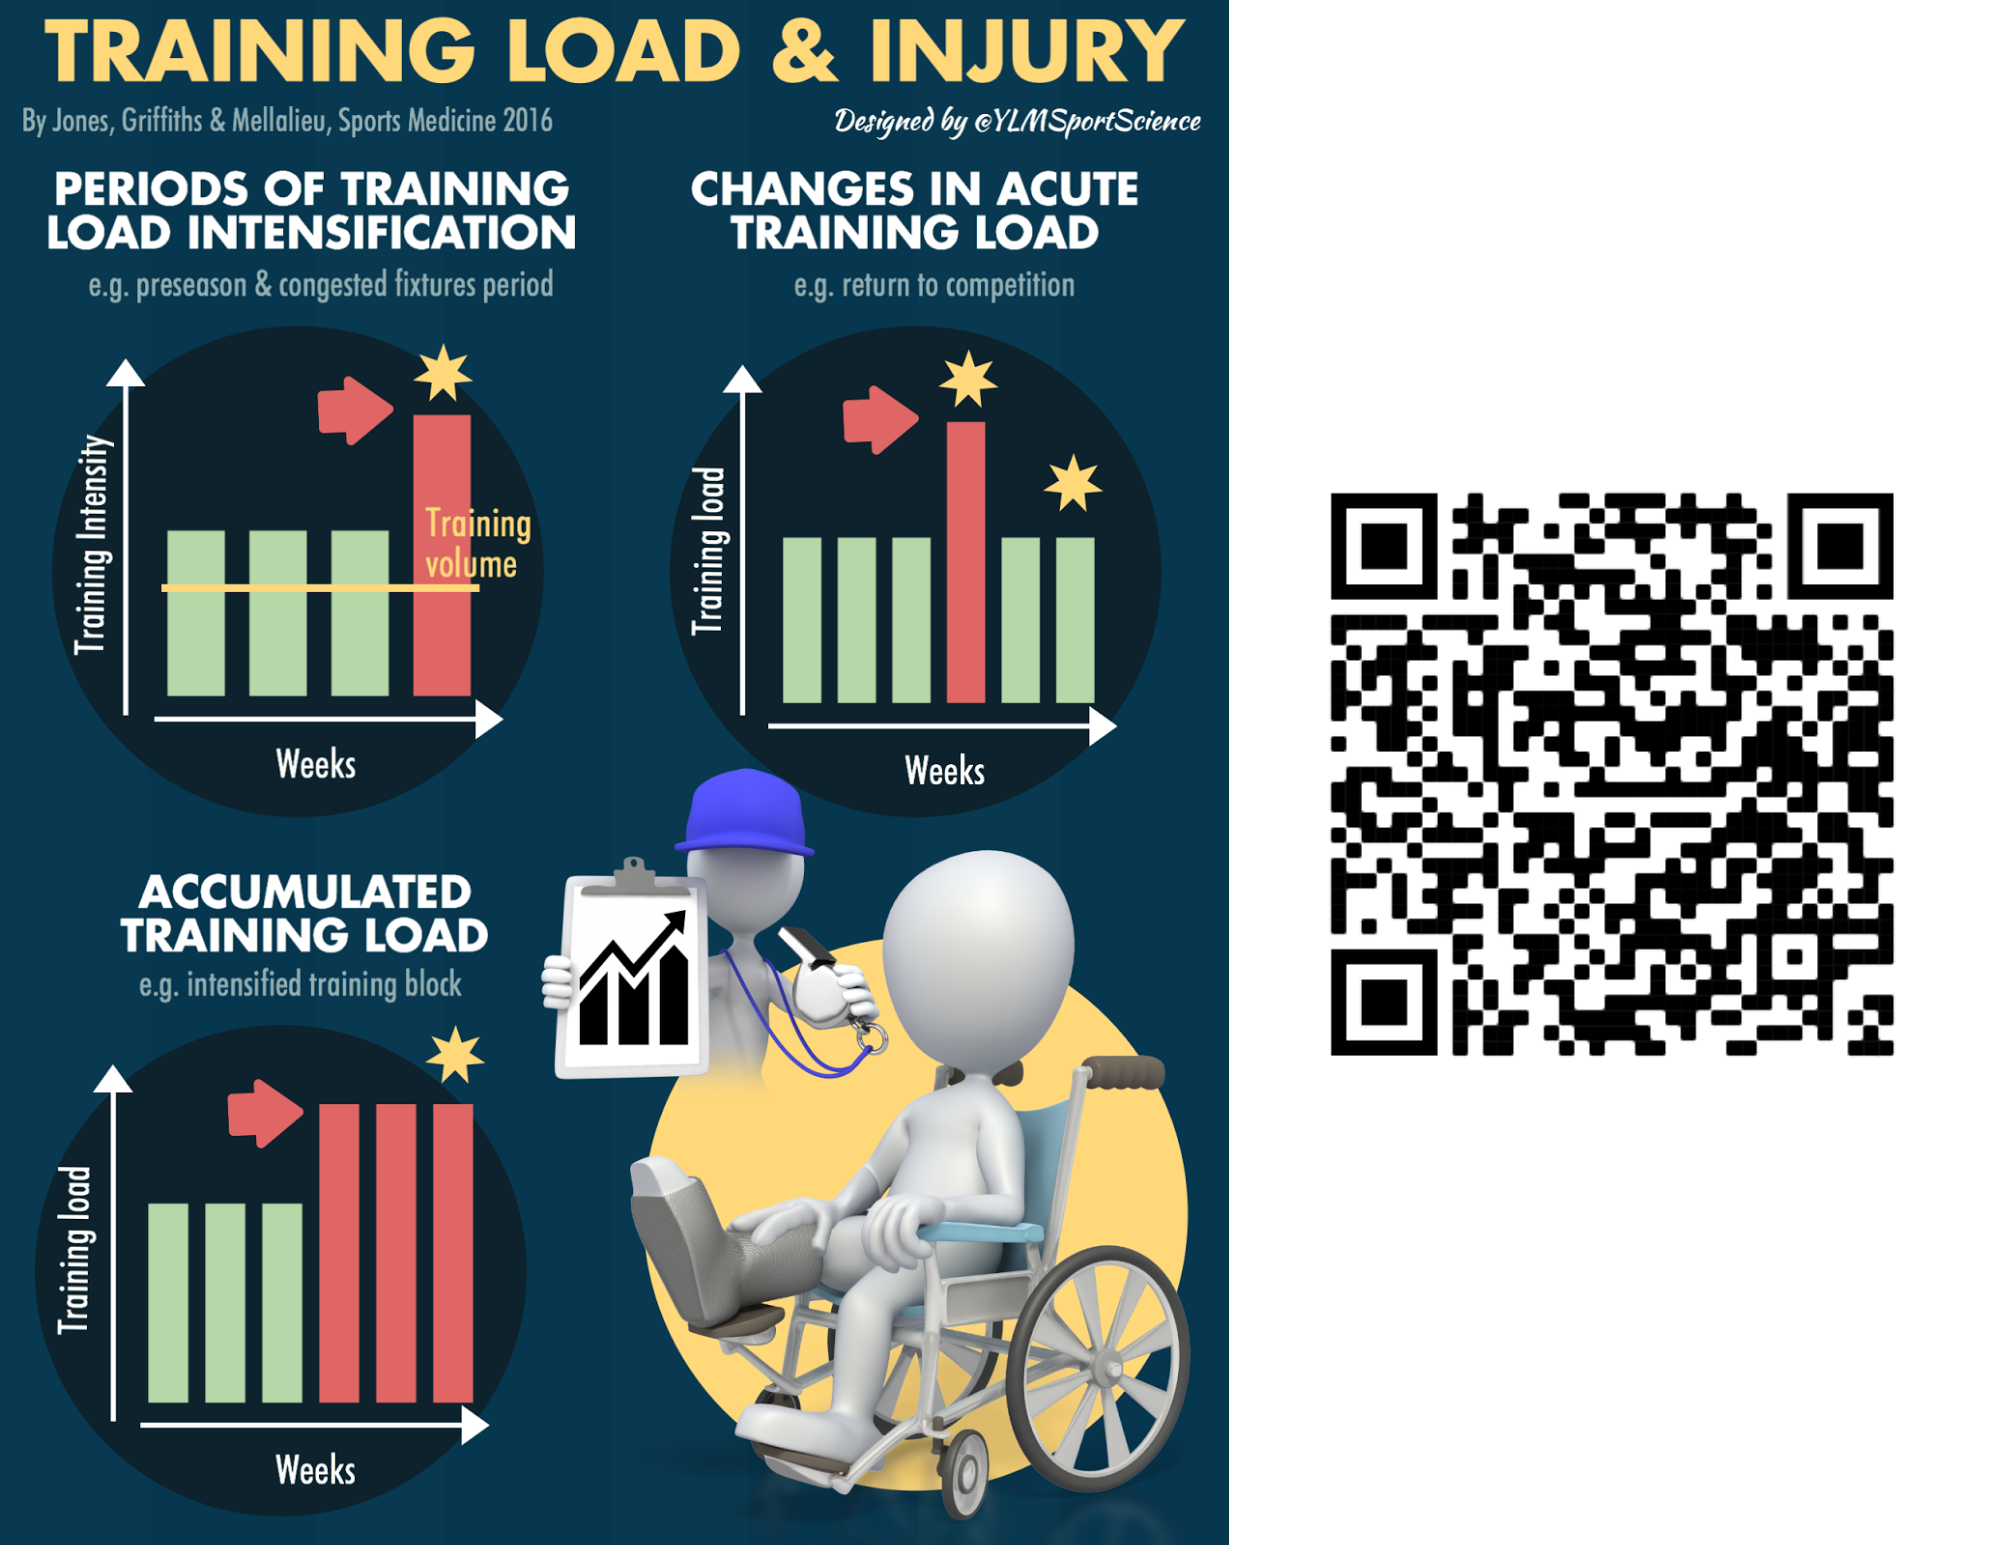 TRAINING LOAD & INJURY
By Jones, Griffiths & Mellalieu, Sports Medicine 2016
Designed by @YLMSportScience
PERIODS OF TRAINING
LOAD INTENSIFICATION
e.g. preseason & congested fixtures period
Training Intensity
Training
volume
Weeks
CHANGES IN ACUTE
TRAINING LOAD
e.g. return to competition
Training load
Weeks
ACCUMULATED
TRAINING LOAD
e.g. intensified training block
Training load
Weeks